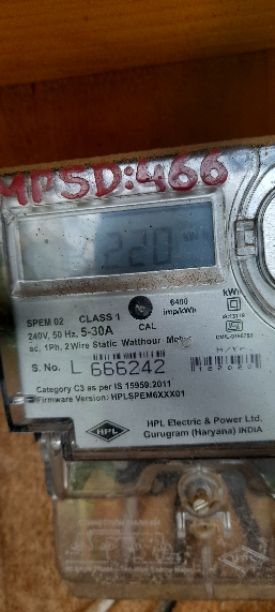 MPSD:466
220
SPEM 02 CLASS 1 6400 kWh
240V, 50 Hz, 5-30A CAL imp/kWh
ac, 1Ph, 2 Wire Static Watthour
S. No. L 666242
Category C3 as per IS 15959:2011
Firmware Version: HPLSPEM6XXX01
HPL
HPL Electric & Power Ltd.
Gurugram (Haryana) INDIA